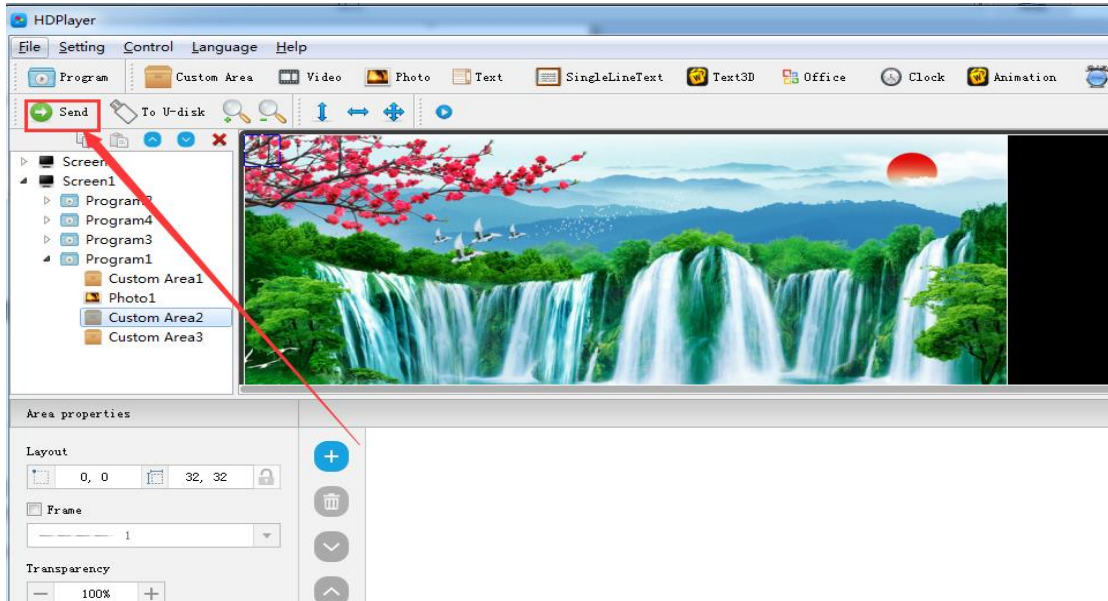 HDPlayer
File Setting Control Language Help
Program Custom Area Video Photo Text SingleLineText Text3D Office Clock Animation
Send To U-disk
Screen
Screen1
Program4
Program3
Program1
Custom Area1
Photo1
Custom Area2
Custom Area3
Area properties
Layout
0, 0 32, 32
Frame
1
Transparency
100%